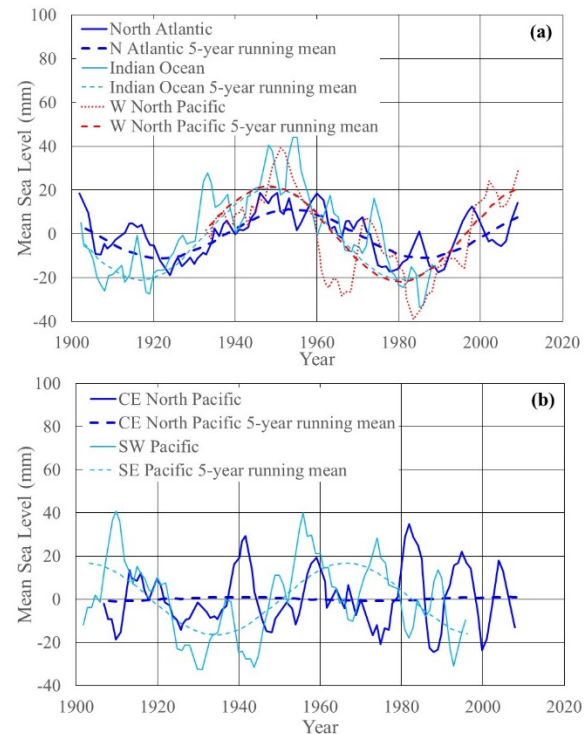 100
80
60
40
20
0
-20
-40
Mean Sea Level (mm)
(a)
North Atlantic
N Atlantic 5-year running mean
Indian Ocean
Indian Ocean 5-year running mean
W North Pacific
W North Pacific 5-year running mean
1900 1920 1940 1960 1980 2000 2020
Year
100
80
60
40
20
0
-20
-40
Mean Sea Level (mm)
(b)
CE North Pacific
CE North Pacific 5-year running mean
SW Pacific
SE Pacific 5-year running mean
1900 1920 1940 1960 1980 2000 2020
Year